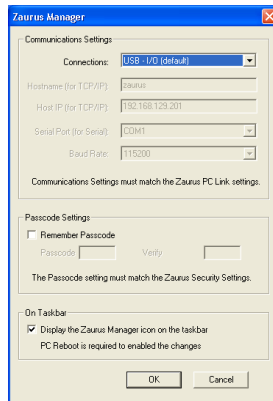 Zaurus Manager
Communications Settings
Connections: USB - I/O (default)
Hostname (for TCP/IP): zaurus
Host IP (for TCP/IP): 192.168.129.201
Serial Port (for Serial): COM1
Baud Rate: 115200
Communications Settings must match the Zaurus PC Link settings.
Passcode Settings
Remember Passcode
Passcode Verify
The Passocde setting must match the Zaurus Security Settings.
On Taskbar
Display the Zaurus Manager icon on the taskbar
PC Reboot is required to enabled the changes
OK Cancel